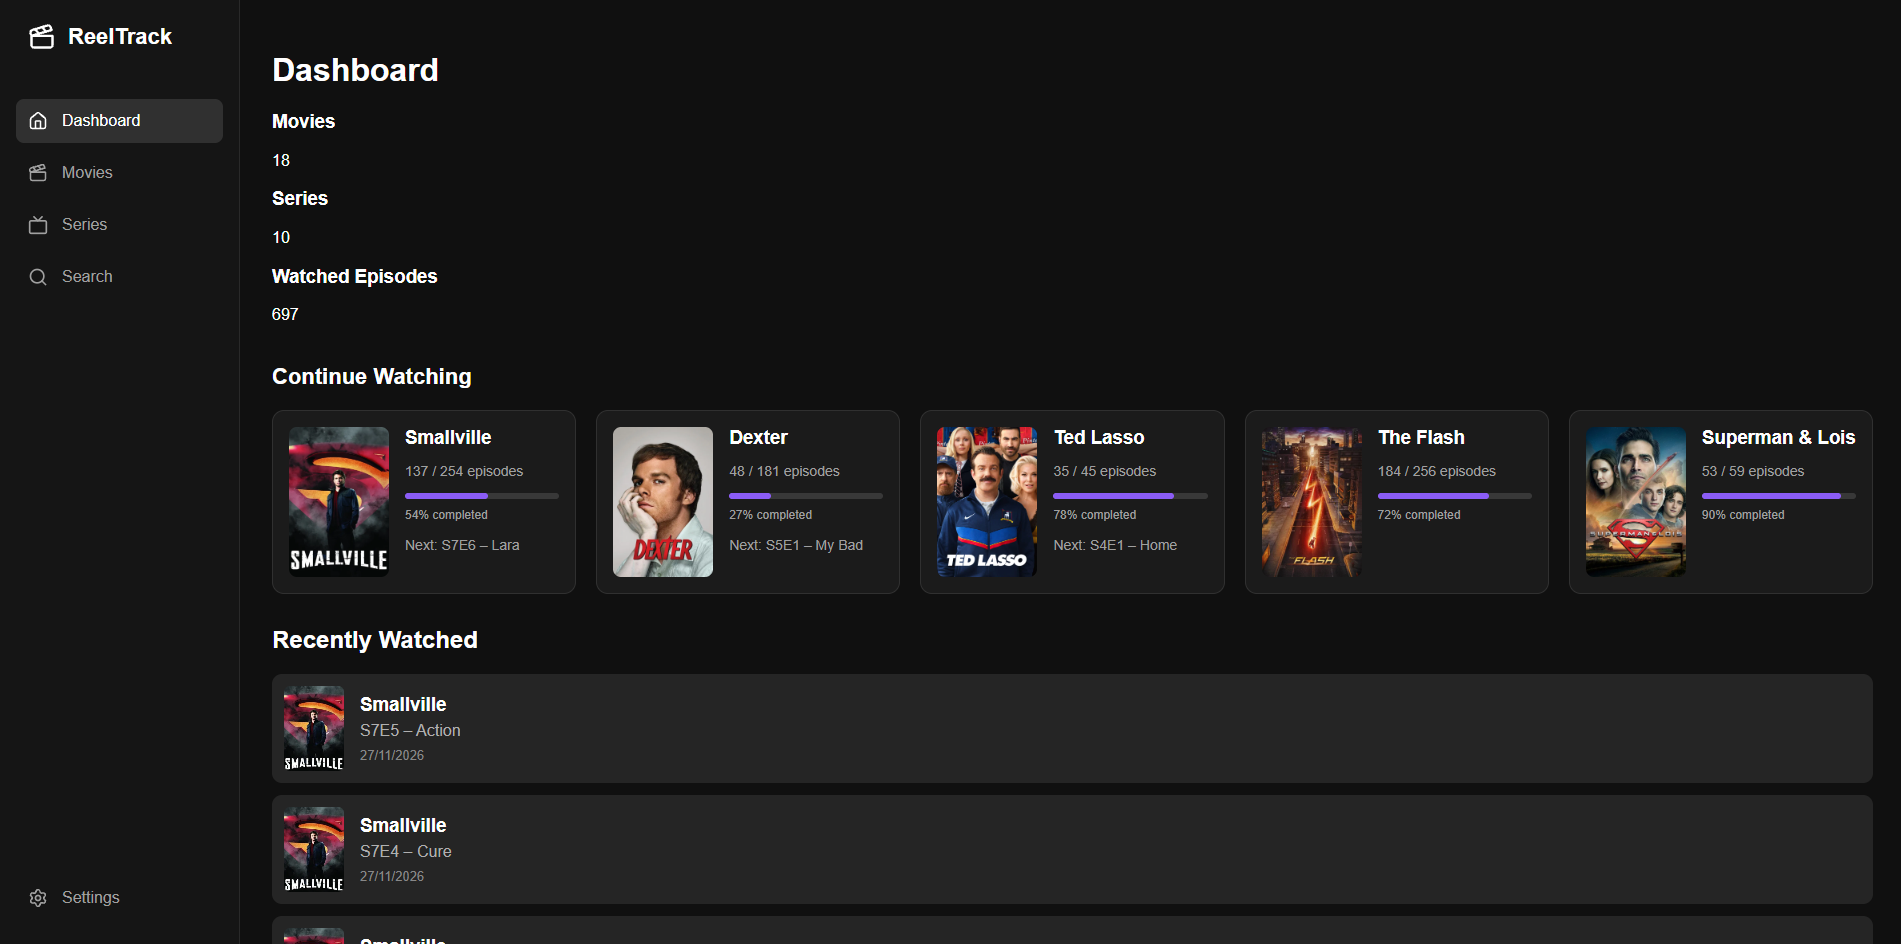 ReelTrack
Dashboard
Movies
Series
Search
Settings
Dashboard
Movies
18
Series
10
Watched Episodes
697
Continue Watching
SMALLVILLE
Smallville
137 / 254 episodes
54% completed
Next: S7E6 – Lara
DEXTER
Dexter
48 / 181 episodes
27% completed
Next: S5E1 – My Bad
TED LASSO
Ted Lasso
35 / 45 episodes
78% completed
Next: S4E1 – Home
THE FLASH
The Flash
184 / 256 episodes
72% completed
SUPERMAN & LOIS
Superman & Lois
53 / 59 episodes
90% completed
Recently Watched
SMALLVILLE
Smallville
S7E5 – Action
27/11/2026
SMALLVILLE
Smallville
S7E4 – Cure
27/11/2026
Smallville